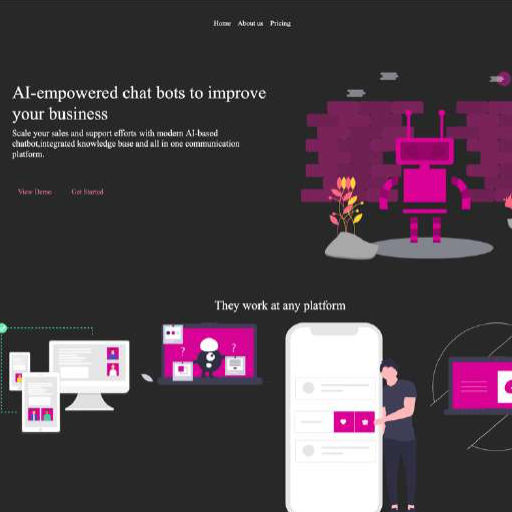 Home About us Pricing
AI-empowered chat bots to improve
your business
Scale your sales and support efforts with modern AI-based
chatbot,integrated knowledge base and all in one communication
platform.
View Demo Get Started
They work at any platform
? ?